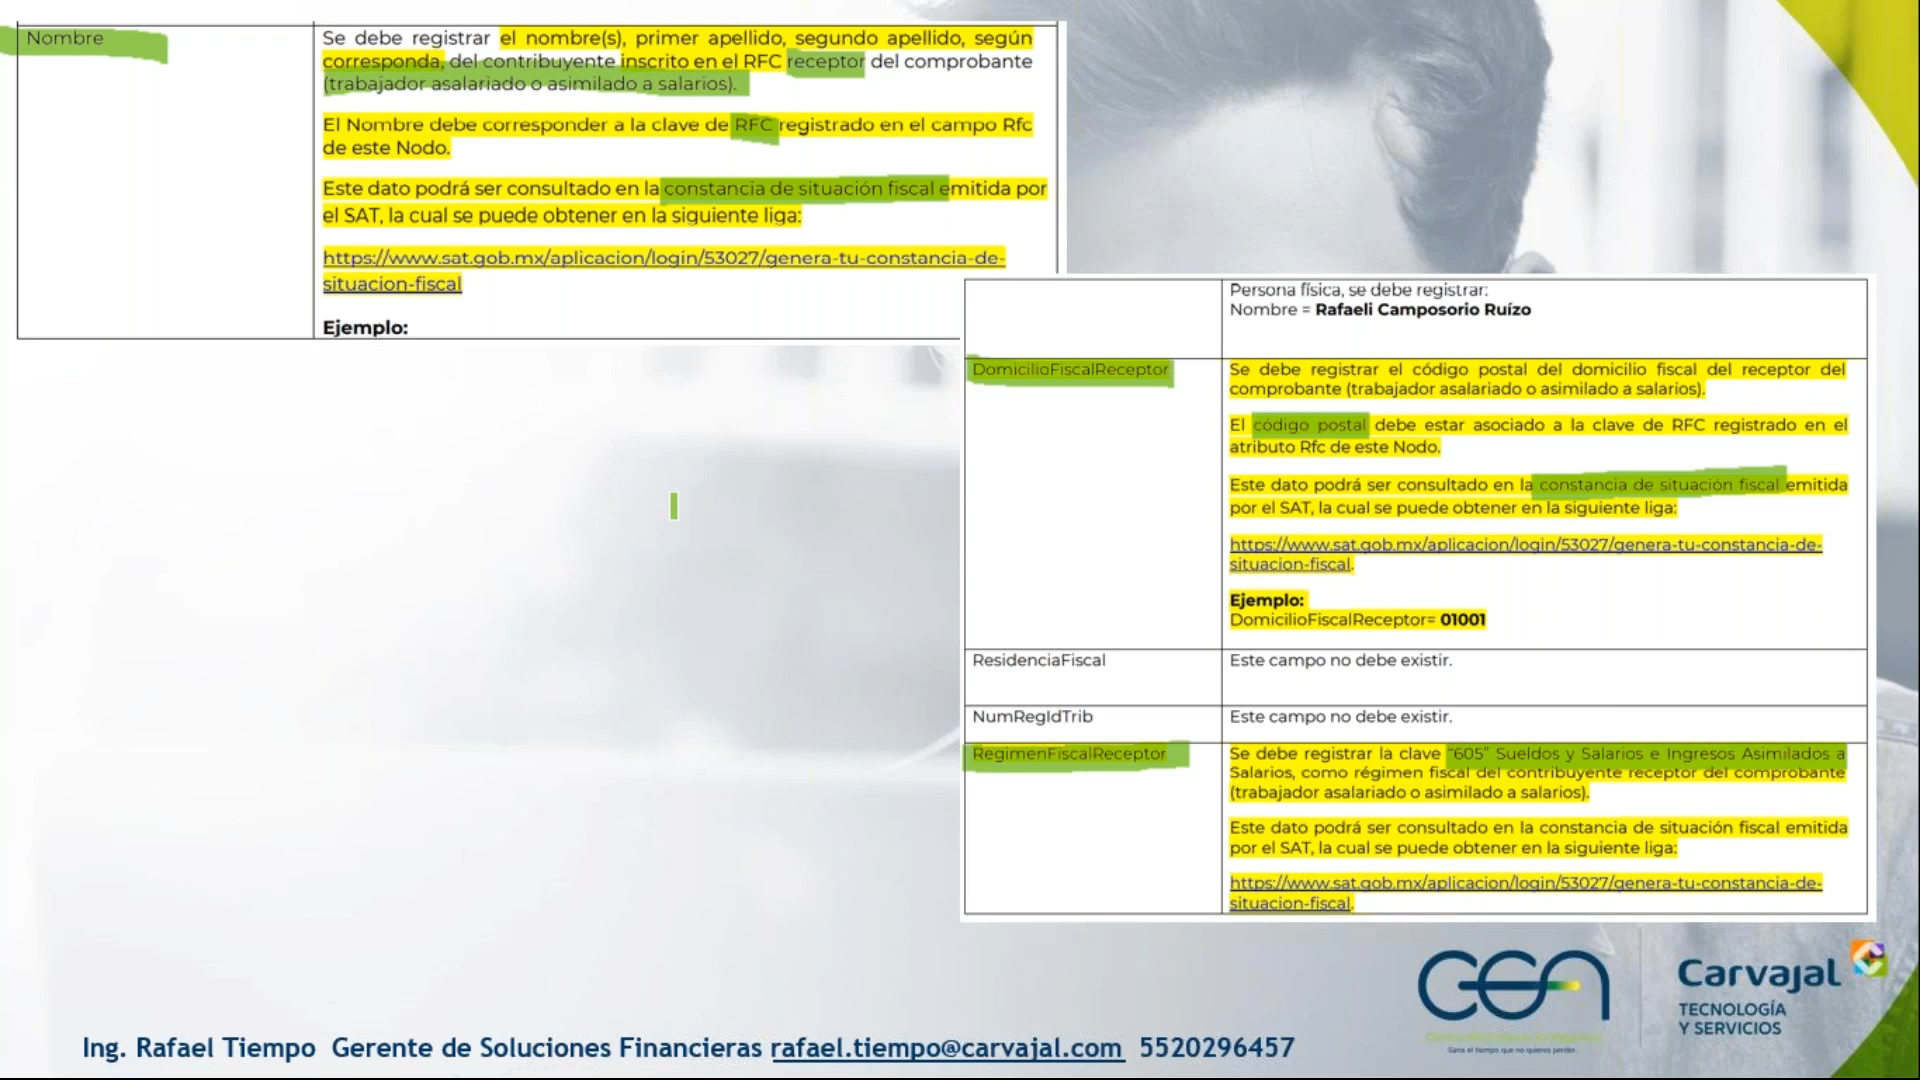 Nombre
Se debe registrar el nombre(s), primer apellido, segundo apellido, según
corresponda, del contribuyente inscrito en el RFC receptor del comprobante
(trabajador asalariado o asimilado a salarios).
El Nombre debe corresponder a la clave de RFC registrado en el campo Rfc
de este Nodo.
Este dato podrá ser consultado en la constancia de situación fiscal emitida por
el SAT, la cual se puede obtener en la siguiente liga:
https://www.sat.gob.mx/aplicacion/login/53027/genera-tu-constancia-de-
situacion-fiscal
Ejemplo:
Persona física, se debe registrar:
Nombre = Rafaeli Camposorio Ruízo
DomicilioFiscalReceptor
Se debe registrar el código postal del domicilio fiscal del receptor del
comprobante (trabajador asalariado o asimilado a salarios).
El código postal debe estar asociado a la clave de RFC registrado en el
atributo Rfc de este Nodo.
Este dato podrá ser consultado en la constancia de situación fiscal emitida
por el SAT, la cual se puede obtener en la siguiente liga:
https://www.sat.gob.mx/aplicacion/login/53027/genera-tu-constancia-de-
situacion-fiscal.
Ejemplo:
DomicilioFiscalReceptor= 01001
ResidenciaFiscal
Este campo no debe existir.
NumRegIdTrib
Este campo no debe existir.
RegimenFiscalReceptor
Se debe registrar la clave "605" Sueldos y Salarios e Ingresos Asimilados a
Salarios, como régimen fiscal del contribuyente receptor del comprobante
(trabajador asalariado o asimilado a salarios).
Este dato podrá ser consultado en la constancia de situación fiscal emitida
por el SAT, la cual se puede obtener en la siguiente liga:
https://www.sat.gob.mx/aplicacion/login/53027/genera-tu-constancia-de-
situacion-fiscal.
cen
Gana el tiempo que no quieres perder.
Carvajal
TECNOLOGÍA
Y SERVICIOS
Ing. Rafael Tiempo Gerente de Soluciones Financieras rafael.tiempo@carvajal.com 5520296457